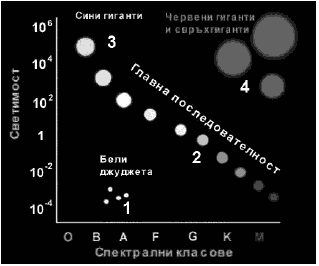 Червени гиганти
и свръхгиганти
Сини гиганти
3
4
Главна последователност
2
Бели
джуджета
1
Светимост
10⁶
10⁴
10²
1
10⁻²
10⁻⁴
O B A F G K M
Спектрални класове